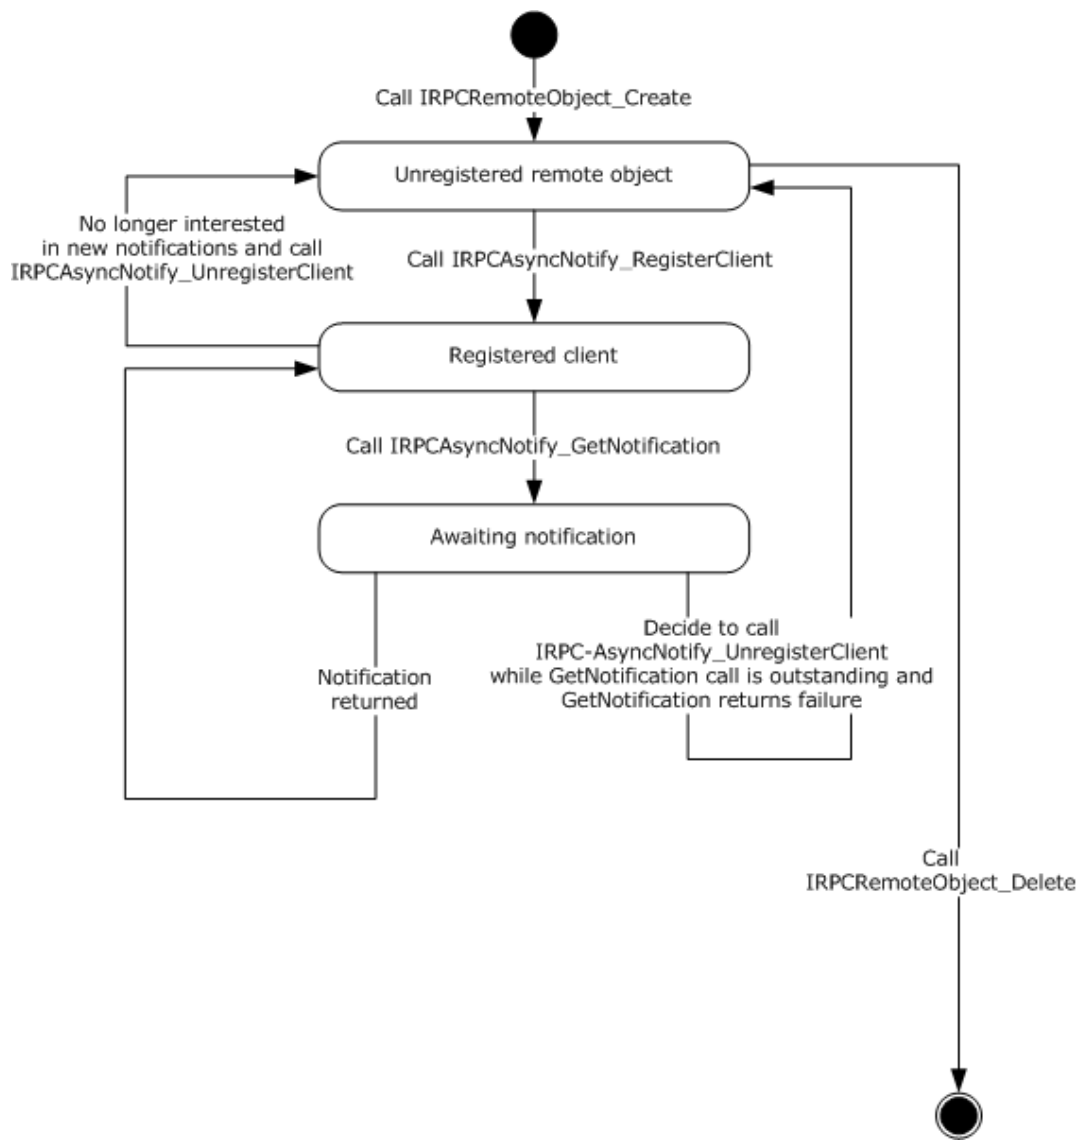 Call IRPCRemoteObject_Create
Unregistered remote object
No longer interested
in new notifications and call
IRPCAsyncNotify_UnregisterClient
Call IRPCAsyncNotify_RegisterClient
Registered client
Call IRPCAsyncNotify_GetNotification
Awaiting notification
Notification
returned
Decide to call
IRPC-AsyncNotify_UnregisterClient
while GetNotification call is outstanding and
GetNotification returns failure
Call
IRPCRemoteObject_Delete